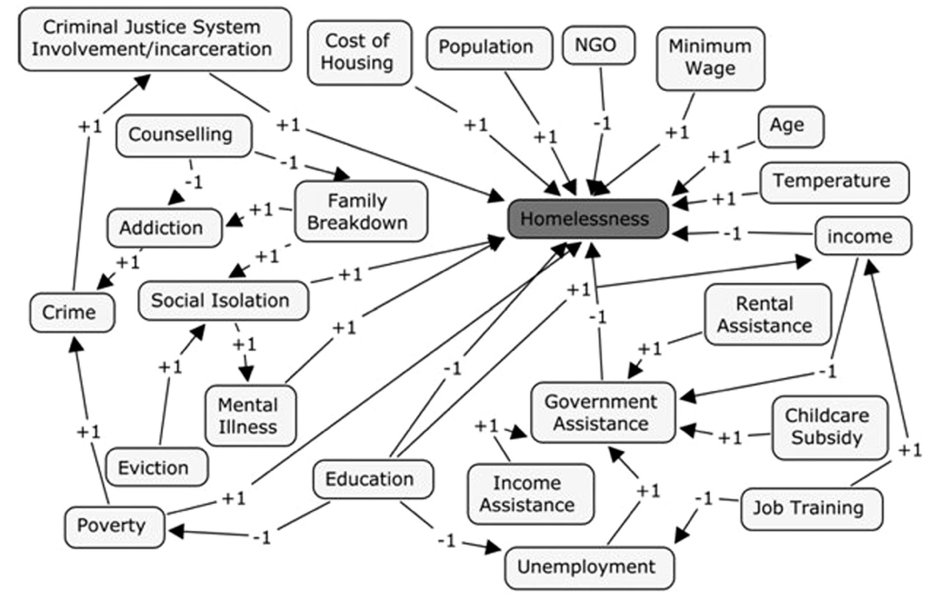 Criminal Justice System
Involvement/incarceration
Cost of
Housing
Population
NGO
Minimum
Wage
+1
Counselling
+1
+1
+1
-1
+1
Age
+1
-1
-1
Temperature
+1
Addiction
+1
Family
Breakdown
Homelessness
-1
income
+1
+1
Crime
Social Isolation
+1
+1
-1
Rental
Assistance
+1
+1
+1
+1
-1
-1
Mental
Illness
Government
Assistance
Childcare
Subsidy
+1
+1
+1
+1
Eviction
Education
Income
Assistance
+1
-1
Job Training
Poverty
+1
-1
-1
Unemployment